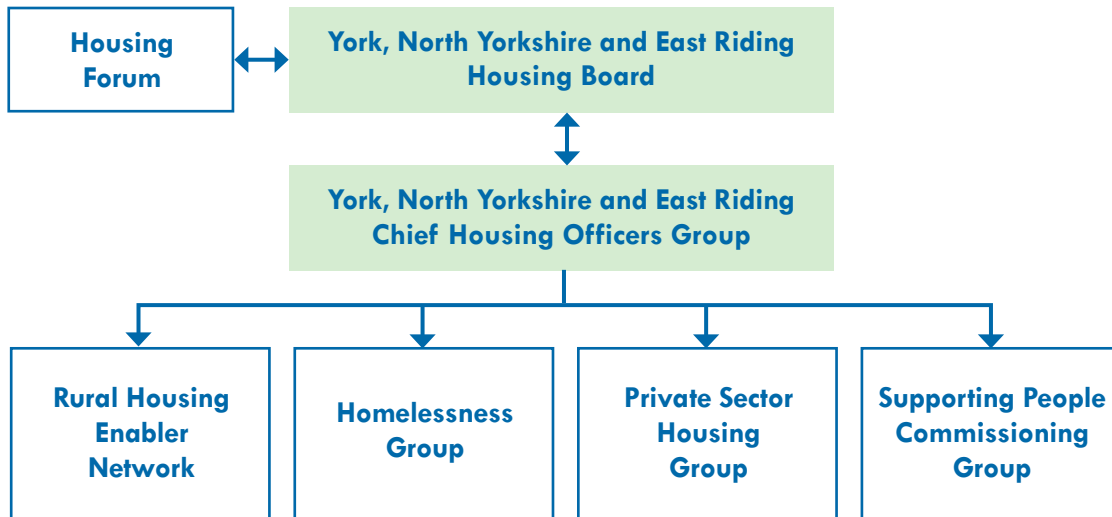 Housing
Forum
York, North Yorkshire and East Riding
Housing Board
York, North Yorkshire and East Riding
Chief Housing Officers Group
Rural Housing
Enabler
Network
Homelessness
Group
Private Sector
Housing
Group
Supporting People
Commissioning
Group